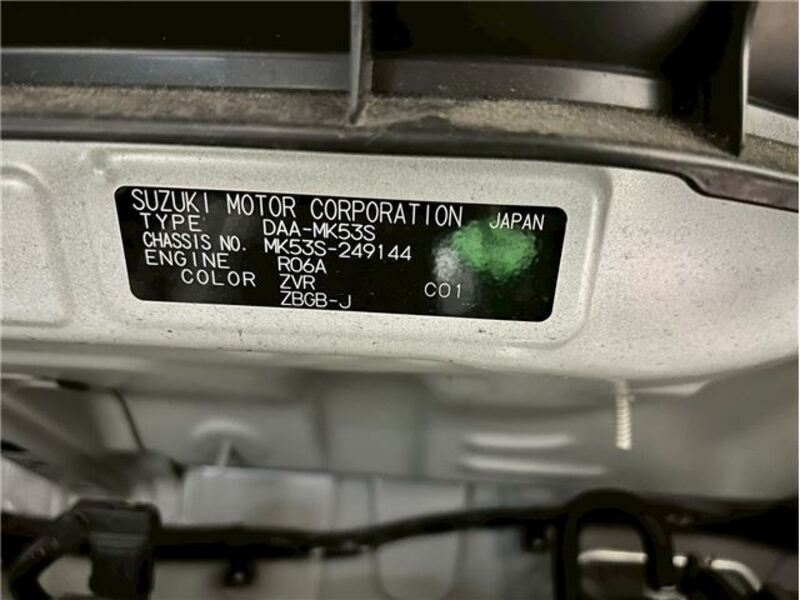 SUZUKI MOTOR CORPORATION JAPAN
TYPE DAA-MK53S
CHASSIS NO. MK53S-249144
ENGINE R06A
COLOR ZVR C01
ZBGB-J